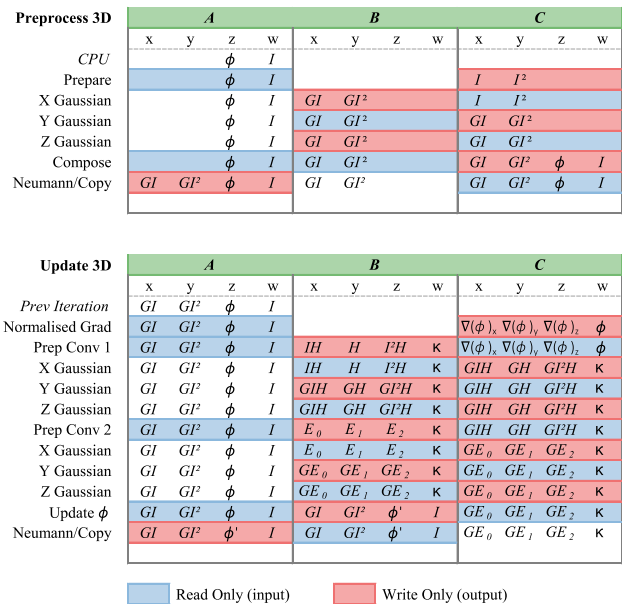 Preprocess 3D A B C
x y z w x y z w x y z w
CPU ϕ I
Prepare ϕ I I I²
X Gaussian ϕ I GI GI² I I²
Y Gaussian ϕ I GI GI² GI GI²
Z Gaussian ϕ I GI GI² GI GI²
Compose ϕ I GI GI² GI GI² ϕ I
Neumann/Copy GI GI² ϕ I GI GI² GI GI² ϕ I
Update 3D A B C
x y z w x y z w x y z w
Prev Iteration GI GI² ϕ I
Normalised Grad GI GI² ϕ I ∇(ϕ)ₓ ∇(ϕ)y ∇(ϕ)z ϕ
Prep Conv 1 GI GI² ϕ I IH H I²H κ ∇(ϕ)ₓ ∇(ϕ)y ∇(ϕ)z ϕ
X Gaussian GI GI² ϕ I IH H I²H κ GIH GH GI²H κ
Y Gaussian GI GI² ϕ I GIH GH GI²H κ GIH GH GI²H κ
Z Gaussian GI GI² ϕ I GIH GH GI²H κ GIH GH GI²H κ
Prep Conv 2 GI GI² ϕ I E₀ E₁ E₂ κ GIH GH GI²H κ
X Gaussian GI GI² ϕ I E₀ E₁ E₂ κ GE₀ GE₁ GE₂ κ
Y Gaussian GI GI² ϕ I GE₀ GE₁ GE₂ κ GE₀ GE₁ GE₂ κ
Z Gaussian GI GI² ϕ I GE₀ GE₁ GE₂ κ GE₀ GE₁ GE₂ κ
Update ϕ GI GI² ϕ I GI GI² ϕ' I GE₀ GE₁ GE₂ κ
Neumann/Copy GI GI² ϕ' I GI GI² ϕ' I GE₀ GE₁ GE₂ κ
Read Only (input) Write Only (output)